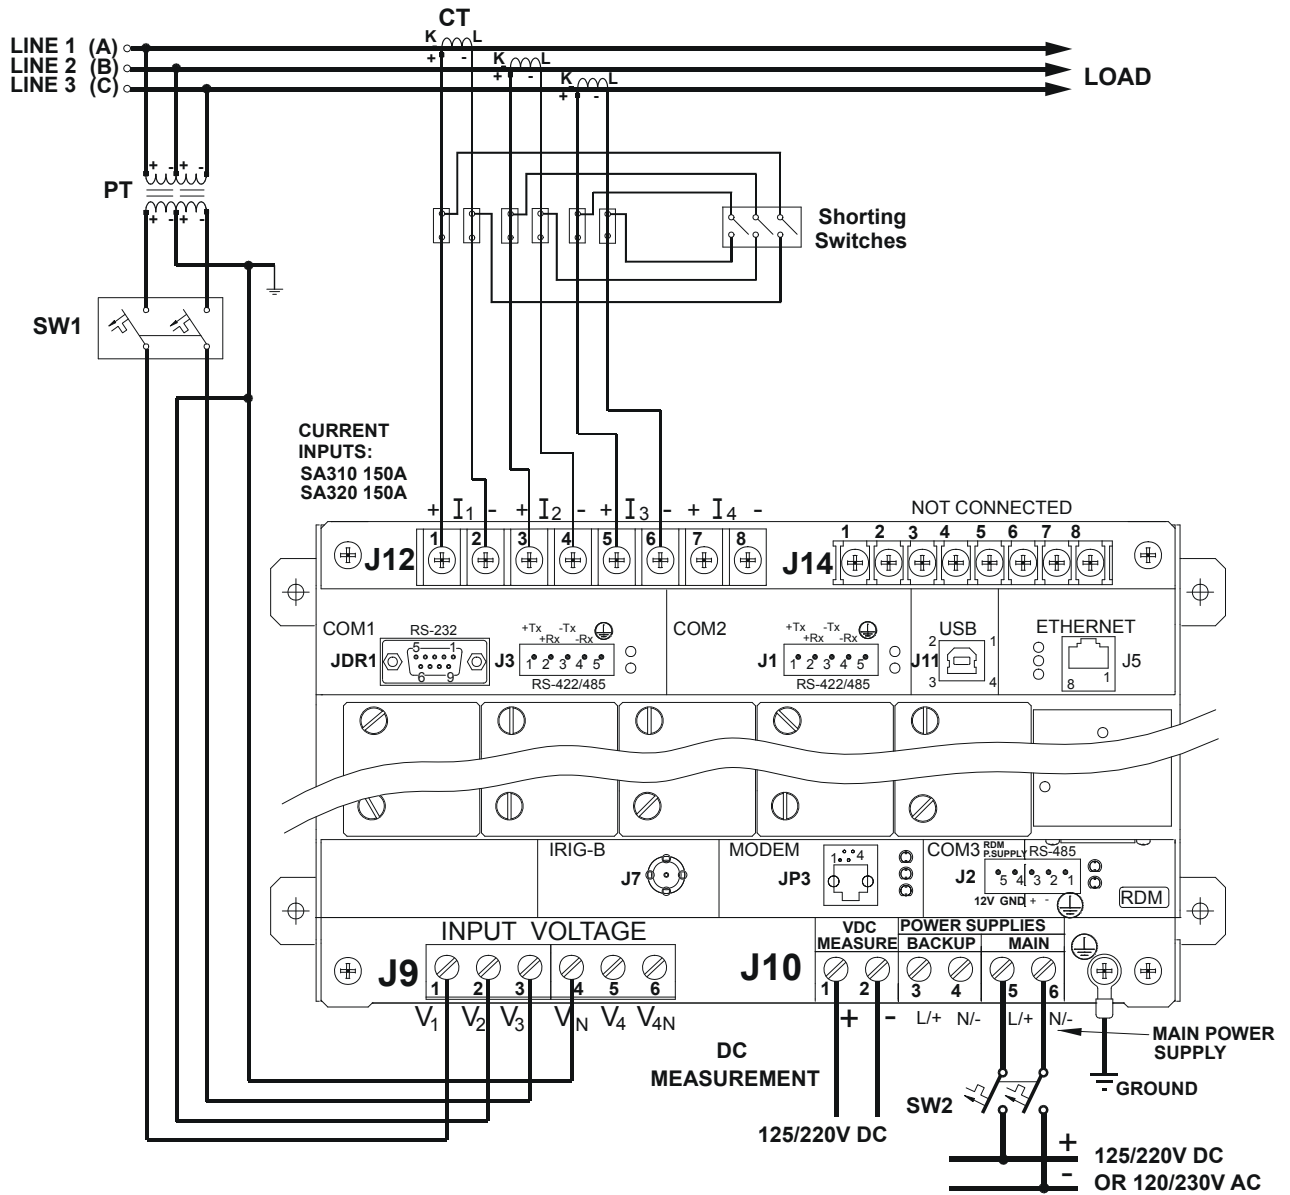 CT
K L
+ -
LINE 1 (A)
LINE 2 (B)
LINE 3 (C)
K L
+ -
K L
+ -
LOAD
+ - + -
PT
+ - + -
Shorting
Switches
SW1
CURRENT
INPUTS:
SA310 150A
SA320 150A
+ I1 - + I2 - + I3 - + I4 -
NOT CONNECTED
J12
1 2 3 4 5 6 7 8
J14
1 2 3 4 5 6 7 8
COM1
RS-232
JDR1
5 1
6 9
+Tx -Tx
+Rx -Rx
J3
1 2 3 4 5
RS-422/485
COM2
+Tx -Tx
+Rx -Rx
J1
1 2 3 4 5
RS-422/485
USB
2 1
J11
3 4
ETHERNET
J5
8 1
IRIG-B
J7
MODEM
1 4
JP3
COM3
RDM
P.SUPPLY
RS-485
J2
5 4 3 2 1
12V GND + -
RDM
INPUT VOLTAGE
J9
1 2 3 4 5 6
V1 V2 V3 VN V4 V4N
J10
VDC
MEASURE
POWER SUPPLIES
BACKUP MAIN
1 2 3 4 5 6
+ - L/+ N/- L/+ N/-
DC
MEASUREMENT
MAIN POWER
SUPPLY
GROUND
SW2
125/220V DC
+
125/220V DC
-
OR 120/230V AC